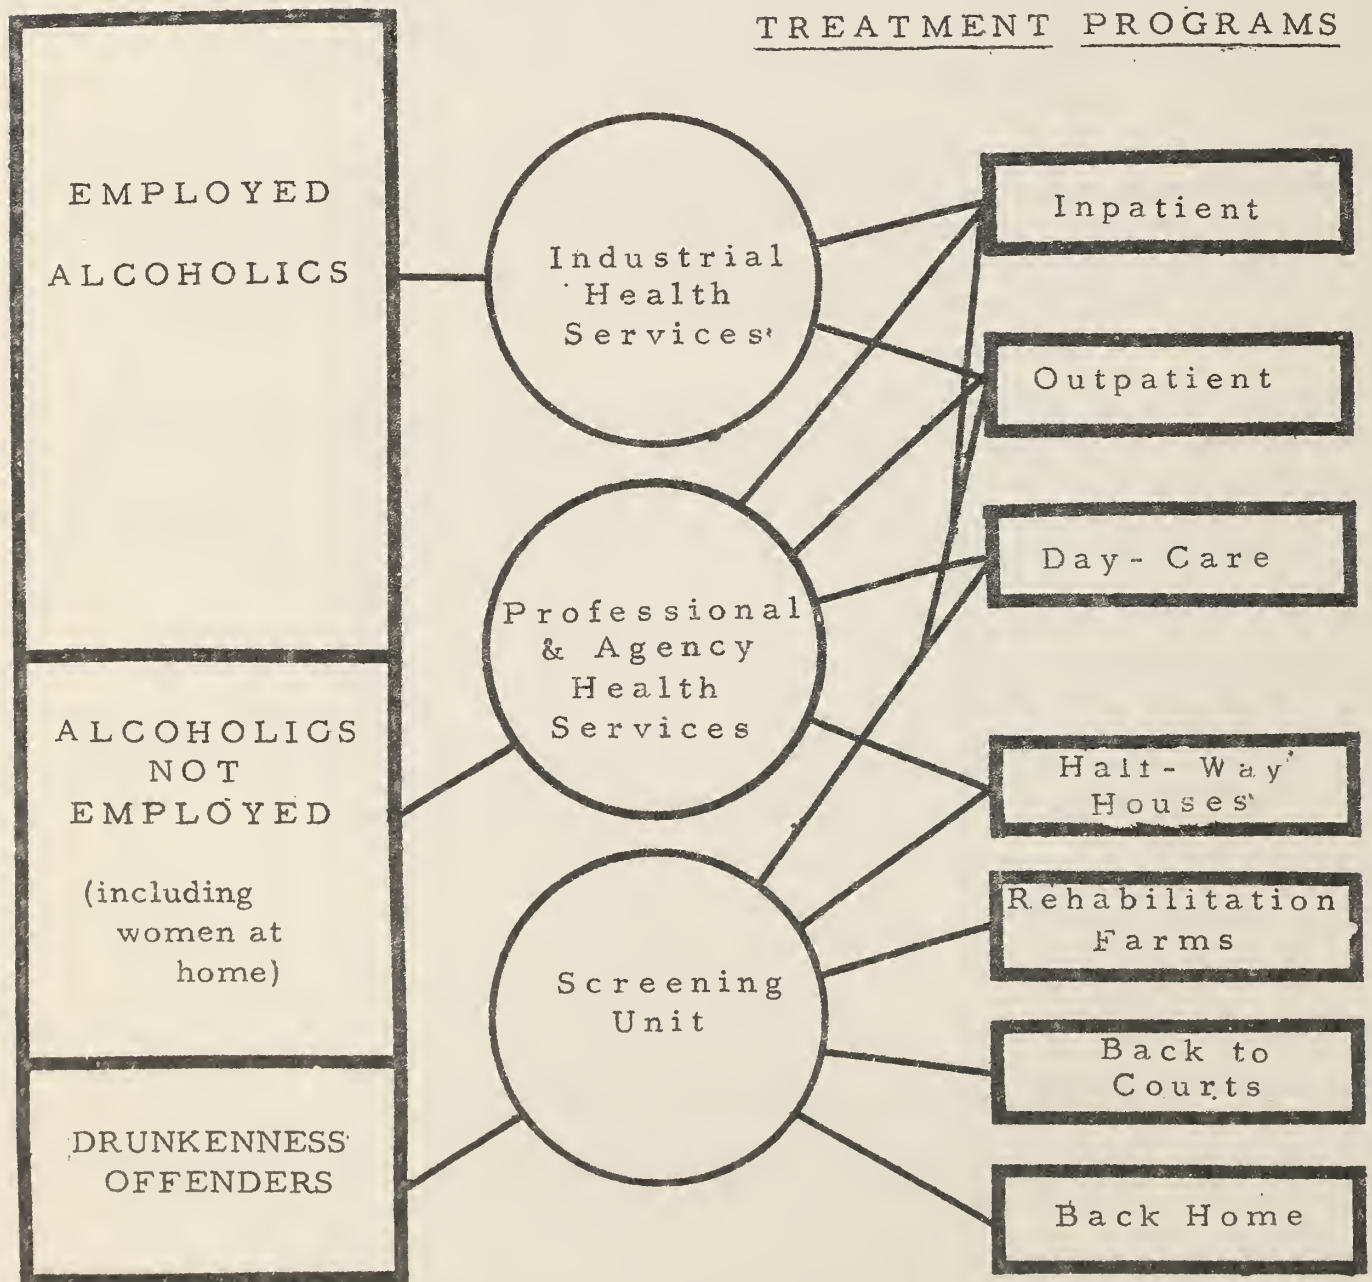 TREATMENT PROGRAMS
EMPLOYED
ALCOHOLICS
ALCOHOLICS
NOT
EMPLOYED
(including
women at
home)
DRUNKENNESS
OFFENDERS
Industrial
Health
Services
Professional
& Agency
Health
Services
Screening
Unit
Inpatient
Outpatient
Day-Care
Half-Way
Houses
Rehabilitation
Farms
Back to
Courts
Back Home